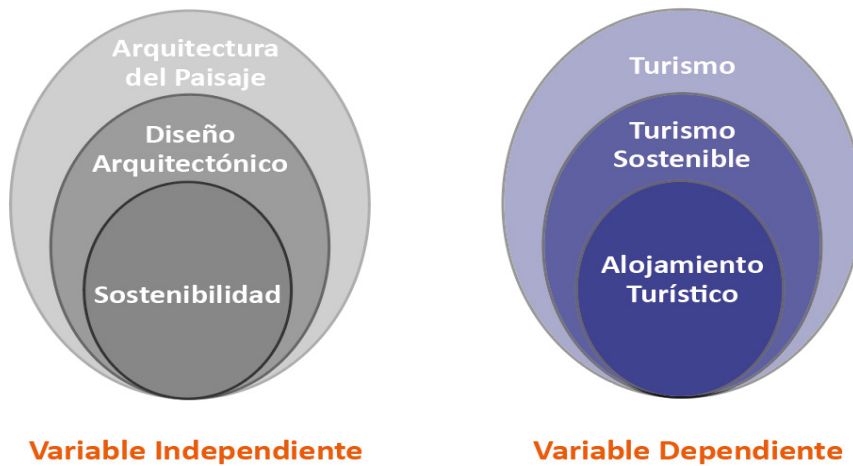 Arquitectura
del Paisaje
Diseño
Arquitectónico
Sostenibilidad
Variable Independiente
Turismo
Turismo
Sostenible
Alojamiento
Turístico
Variable Dependiente